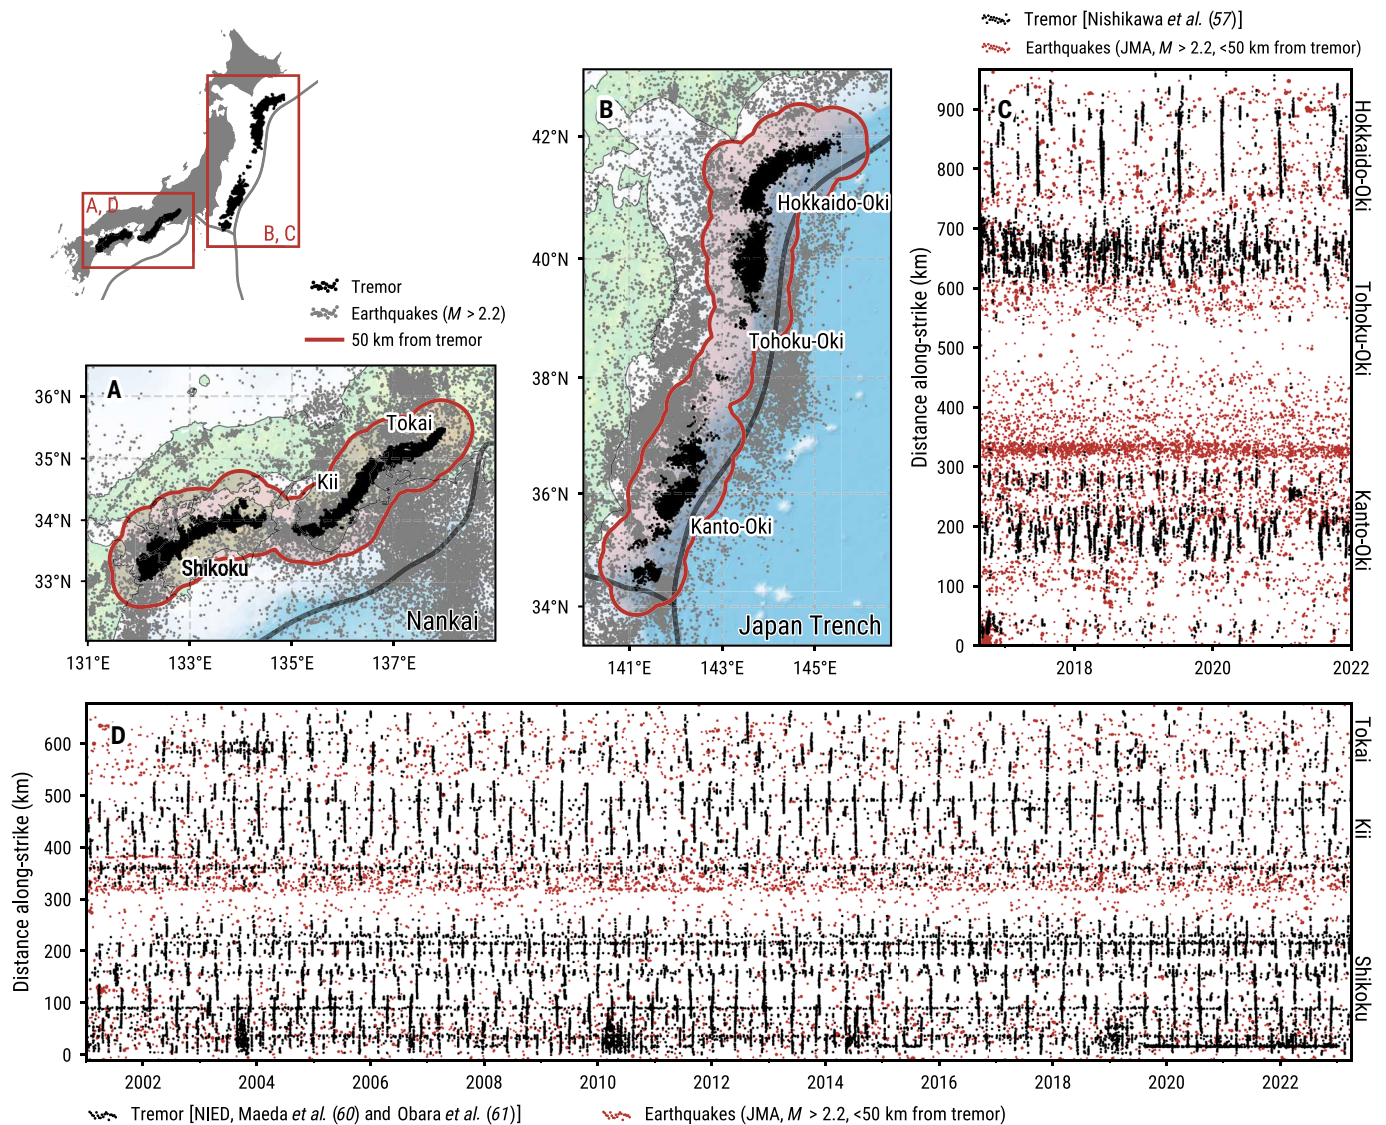 Tremor [Nishikawa et al. (57)]
Earthquakes (JMA, M > 2.2, <50 km from tremor)
A, D
B, C
Tremor
Earthquakes (M > 2.2)
50 km from tremor
A
36°N
35°N
34°N
33°N
Tokai
Kii
Shikoku
Nankai
131°E
133°E
135°E
137°E
B
42°N
40°N
38°N
36°N
34°N
Hokkaido-Oki
Tohoku-Oki
Kanto-Oki
Japan Trench
141°E
143°E
145°E
C
Distance along-strike (km)
900
800
700
600
500
400
300
200
100
0
Hokkaido-Oki
Tohoku-Oki
Kanto-Oki
2018
2020
2022
D
Distance along-strike (km)
600
500
400
300
200
100
0
Tokai
Kii
Shikoku
2002
2004
2006
2008
2010
2012
2014
2016
2018
2020
2022
Tremor [NIED, Maeda et al. (60) and Obara et al. (61)]
Earthquakes (JMA, M > 2.2, <50 km from tremor)